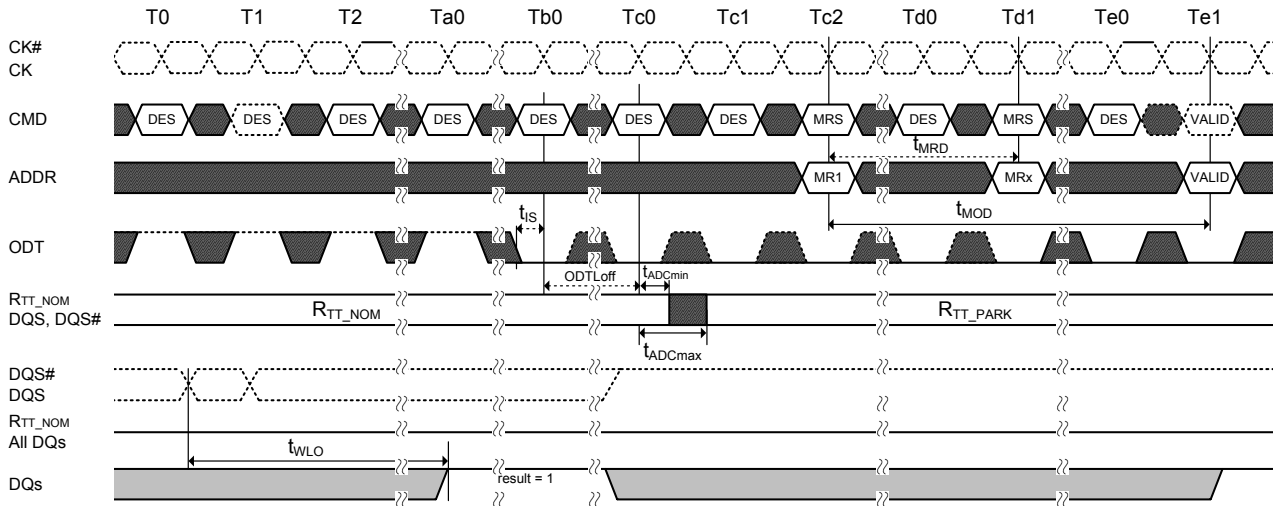 T0 T1 T2 Ta0 Tb0 Tc0 Tc1 Tc2 Td0 Td1 Te0 Te1
CK#
CK
CMD DES DES DES DES DES DES DES MRS DES MRS DES VALID
tMRD
ADDR MR1 MRx VALID
tIS tMOD
ODT
ODTLoff tADCmin
RTT_NOM
DQS, DQS# RTT_NOM RTT_PARK
tADCmax
DQS#
DQS
RTT_NOM
All DQs
tWLO
DQs result = 1